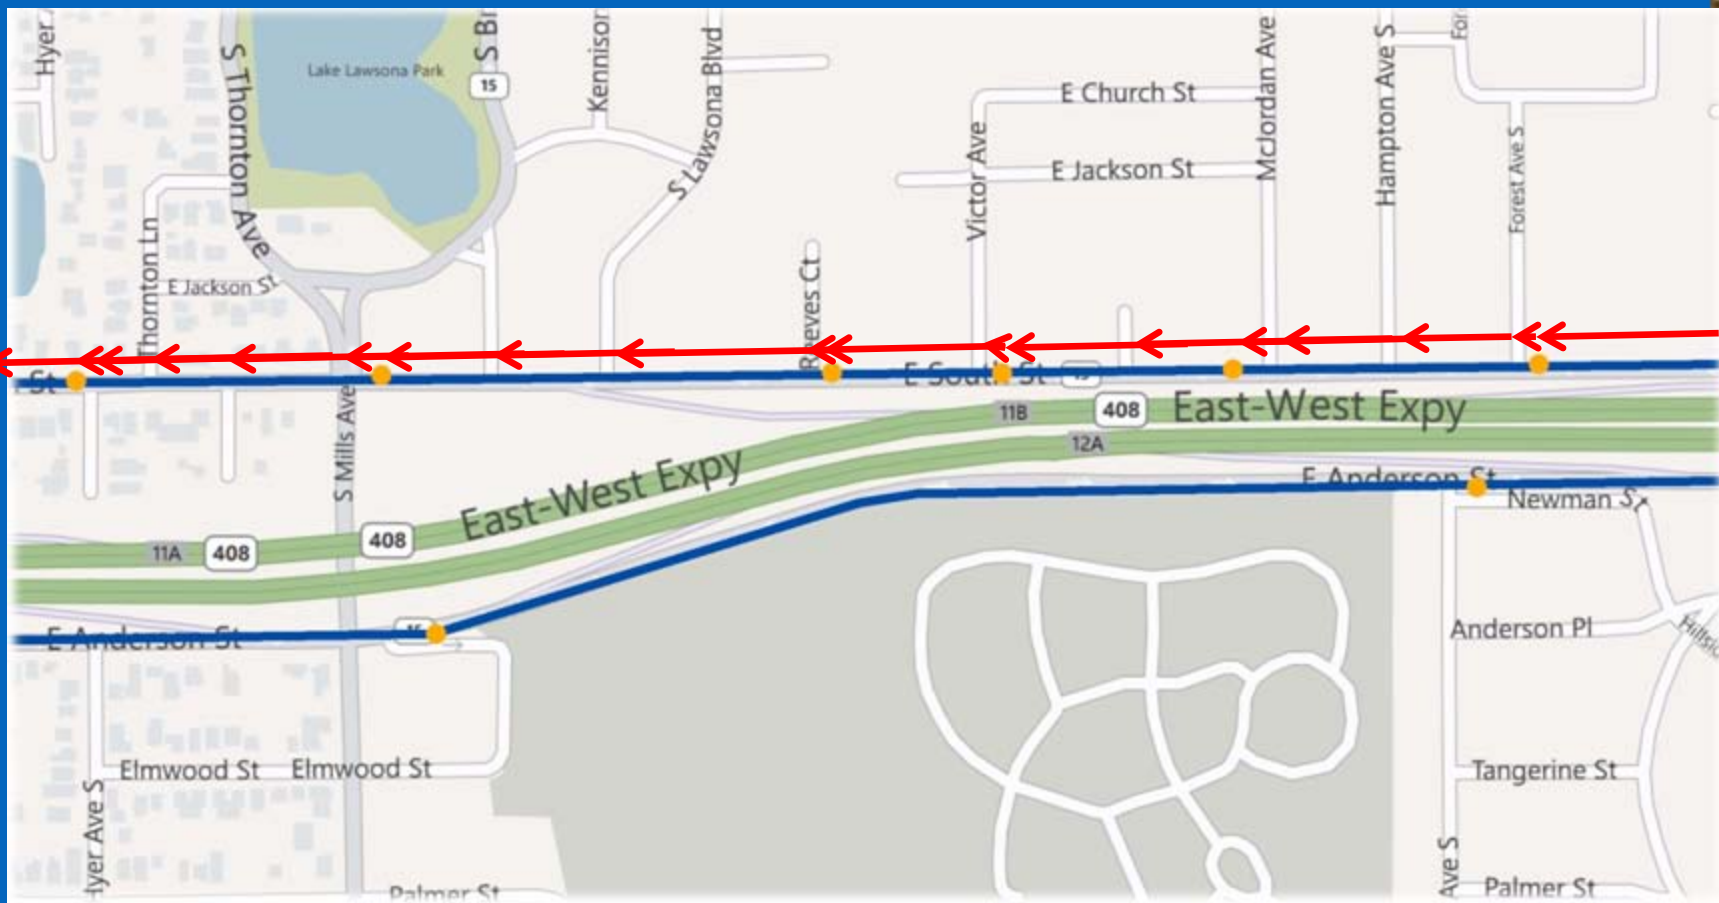 Hyer
S Thornton Ave
Lake Lawsona Park
S Br
15
Kennison
S Lawsona Blvd
E Church St
E Jackson St
Victor Ave
McJordan Ave
Hampton Ave S
For
Forest Ave S
Thornton Ln
E Jackson St
Reeves Ct
St
E South St
11B
408
East-West Expy
12A
S Mills Ave
East-West Expy
11A
408
408
E Anderson St
Newman St
E Anderson St
Anderson Pl
Hillsid
Elmwood St
Elmwood St
Tangerine St
Hyer Ave S
Ave S
Palmer St
Palmer St